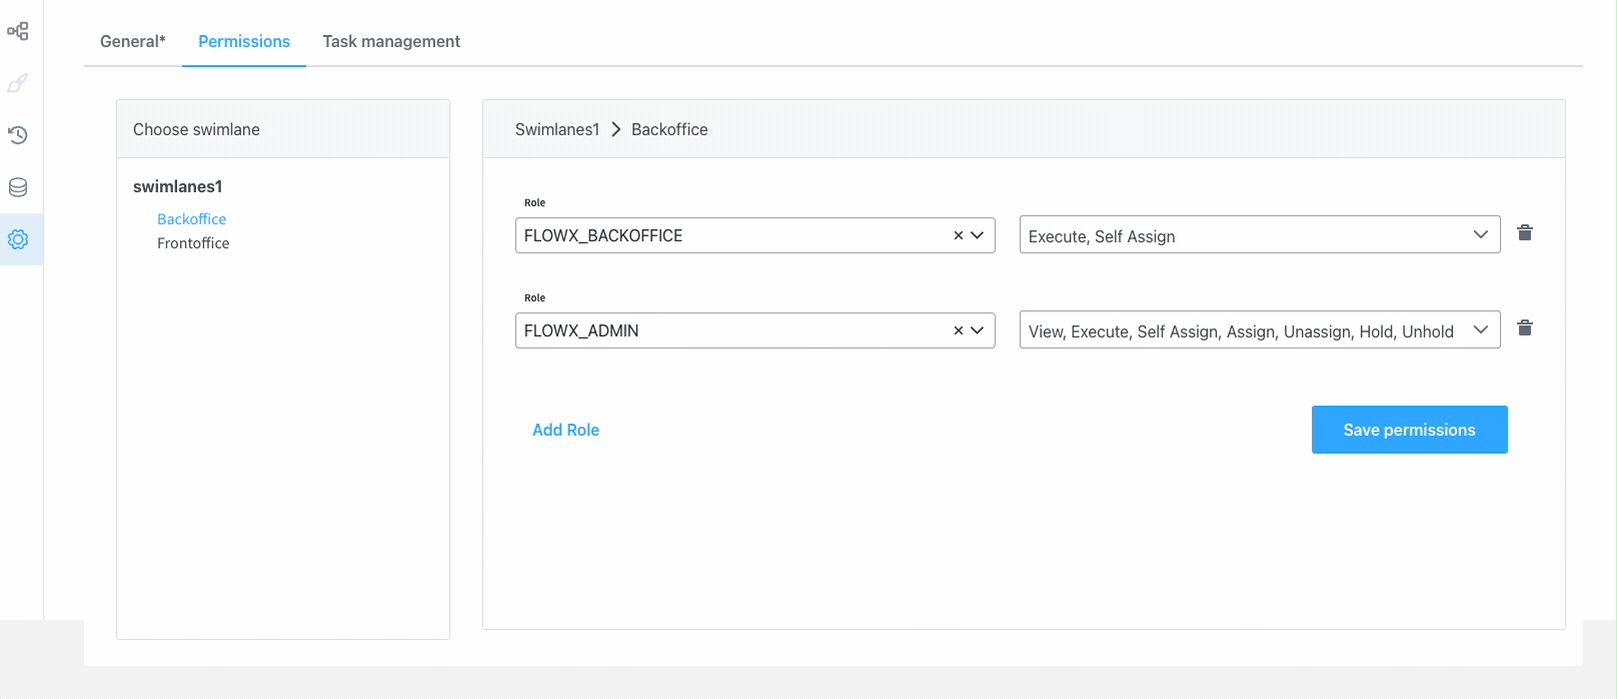 General* Permissions Task management
Choose swimlane
swimlanes1
Backoffice
Frontoffice
Swimlanes1 > Backoffice
Role
FLOWX_BACKOFFICE
Execute, Self Assign
Role
FLOWX_ADMIN
View, Execute, Self Assign, Assign, Unassign, Hold, Unhold
Add Role
Save permissions